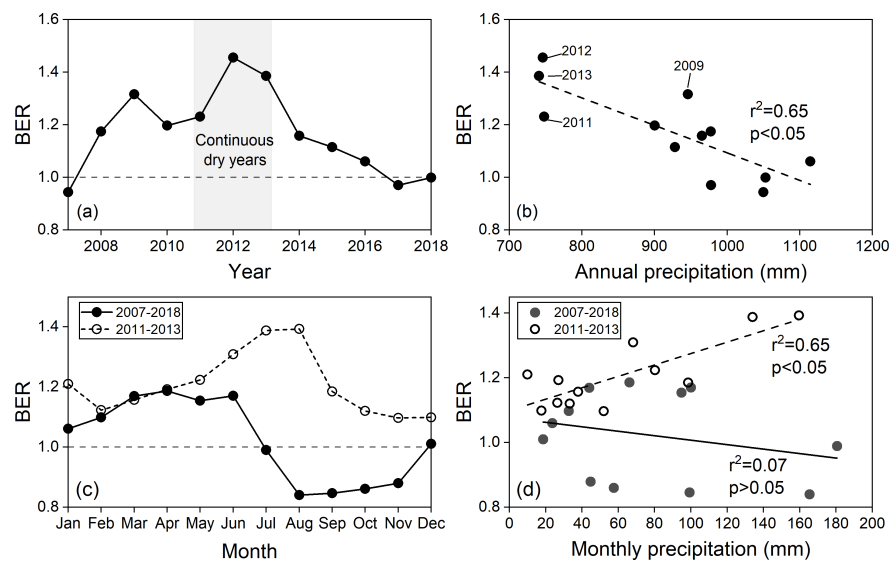 1.6
1.4
1.2
1.0
0.8
BER
Continuous
dry years
(a)
2008
2010
2012
2014
2016
2018
Year
1.6
1.4
1.2
1.0
0.8
BER
2012
2013
2011
2009
r²=0.65
p<0.05
(b)
700
800
900
1000
1100
1200
Annual precipitation (mm)
2007-2018
2011-2013
1.4
1.2
1.0
0.8
BER
(c)
Jan
Feb
Mar
Apr
May
Jun
Jul
Aug
Sep
Oct
Nov
Dec
Month
2007-2018
2011-2013
1.4
1.2
1.0
0.8
BER
r²=0.65
p<0.05
r²=0.07
p>0.05
(d)
0
20
40
60
80
100
120
140
160
180
200
Monthly precipitation (mm)